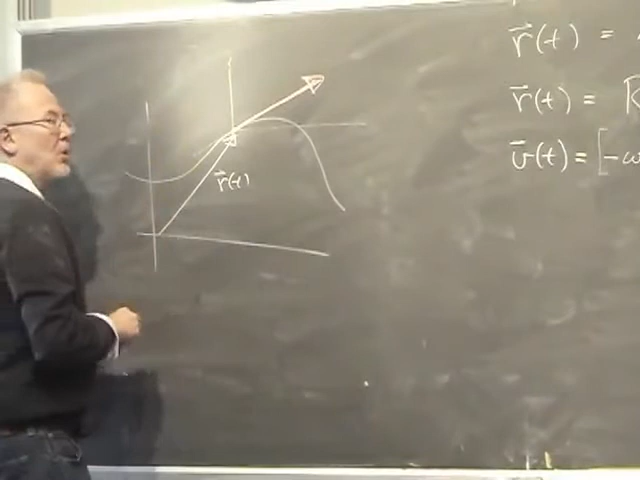 r⃗(t) =
r⃗(t) = R
v⃗(t) = [-ω
r⃗(t)